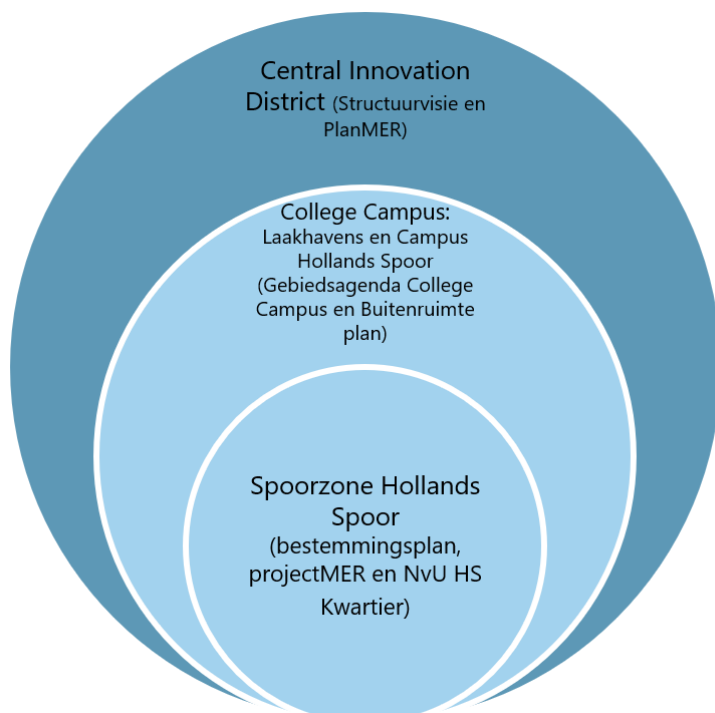 Central Innovation
District (Structuurvisie en
PlanMER)
College Campus:
Laakhavens en Campus
Hollands Spoor
(Gebiedsagenda College
Campus en Buitenruimte
plan)
Spoorzone Hollands
Spoor
(bestemmingsplan,
projectMER en NvU HS
Kwartier)